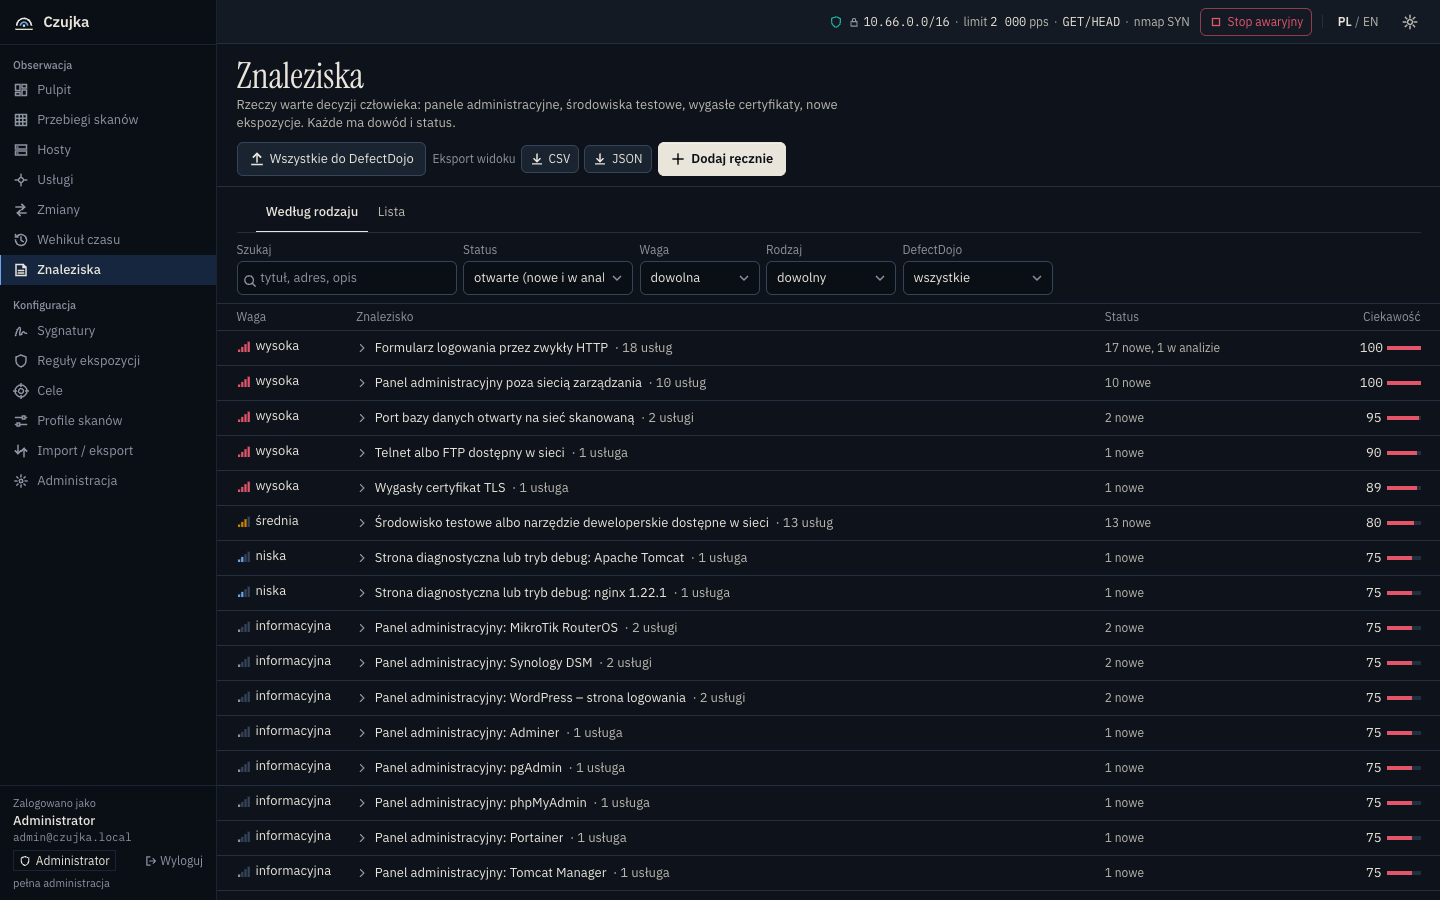 Czujka
10.66.0.0/16 · limit 2 000 pps · GET/HEAD · nmap SYN
Stop awaryjny
PL / EN
Obserwacja
Pulpit
Przebiegi skanów
Hosty
Usługi
Zmiany
Wehikuł czasu
Znaleziska
Konfiguracja
Sygnatury
Reguły ekspozycji
Cele
Profile skanów
Import / eksport
Administracja
Zalogowano jako
Administrator
admin@czujka.local
Administrator
Wyloguj
pełna administracja
Znaleziska
Rzeczy warte decyzji człowieka: panele administracyjne, środowiska testowe, wygasłe certyfikaty, nowe
ekspozycje. Każde ma dowód i status.
Wszystkie do DefectDojo
Eksport widoku
CSV
JSON
Dodaj ręcznie
Według rodzaju
Lista
Szukaj Status Waga Rodzaj DefectDojo
tytuł, adres, opis otwarte (nowe i w anal dowolna dowolny wszystkie
Waga Znalezisko Status Ciekawość
wysoka Formularz logowania przez zwykły HTTP · 18 usług 17 nowe, 1 w analizie 100
wysoka Panel administracyjny poza siecią zarządzania · 10 usług 10 nowe 100
wysoka Port bazy danych otwarty na sieć skanowaną · 2 usługi 2 nowe 95
wysoka Telnet albo FTP dostępny w sieci · 1 usługa 1 nowe 90
wysoka Wygasły certyfikat TLS · 1 usługa 1 nowe 89
średnia Środowisko testowe albo narzędzie deweloperskie dostępne w sieci · 13 usług 13 nowe 80
niska Strona diagnostyczna lub tryb debug: Apache Tomcat · 1 usługa 1 nowe 75
niska Strona diagnostyczna lub tryb debug: nginx 1.22.1 · 1 usługa 1 nowe 75
informacyjna Panel administracyjny: MikroTik RouterOS · 2 usługi 2 nowe 75
informacyjna Panel administracyjny: Synology DSM · 2 usługi 2 nowe 75
informacyjna Panel administracyjny: WordPress – strona logowania · 2 usługi 2 nowe 75
informacyjna Panel administracyjny: Adminer · 1 usługa 1 nowe 75
informacyjna Panel administracyjny: pgAdmin · 1 usługa 1 nowe 75
informacyjna Panel administracyjny: phpMyAdmin · 1 usługa 1 nowe 75
informacyjna Panel administracyjny: Portainer · 1 usługa 1 nowe 75
informacyjna Panel administracyjny: Tomcat Manager · 1 usługa 1 nowe 75